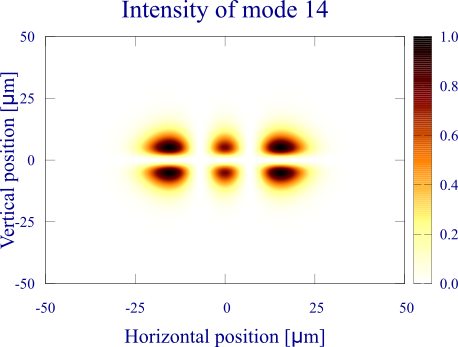 Intensity of mode 14
50
25
0
-25
-50
Vertical position [μm]
-50 -25 0 25 50
Horizontal position [μm]
1.0
0.8
0.6
0.4
0.2
0.0